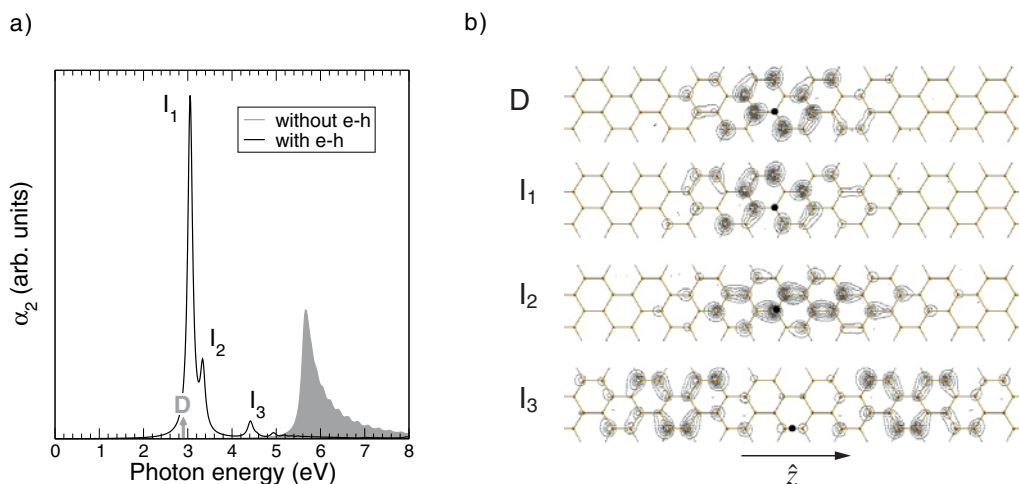 a)
α₂ (arb. units)
I₁
I₂
I₃
D
without e-h
with e-h
0 1 2 3 4 5 6 7 8
Photon energy (eV)
b)
D
I₁
I₂
I₃
ẑ